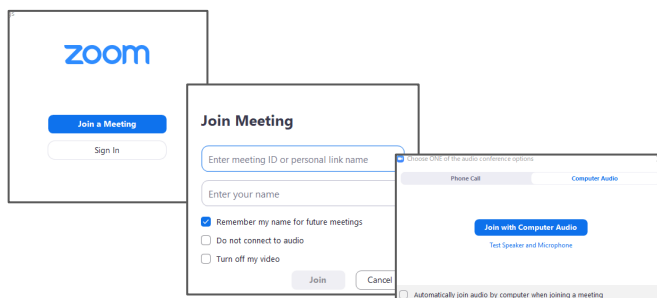 zoom
Join a Meeting
Sign In
Join Meeting
Enter meeting ID or personal link name
Enter your name
Remember my name for future meetings
Do not connect to audio
Turn off my video
Join
Cancel
Choose ONE of the audio conference options
Phone Call
Computer Audio
Join with Computer Audio
Test Speaker and Microphone
Automatically join audio by computer when joining a meeting